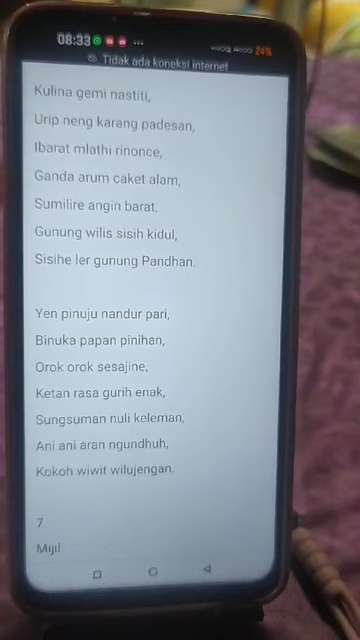 08:33
24%
Tidak ada koneksi internet
Kulina gemi nastiti,
Urip neng karang padesan,
Ibarat mlathi rinonce,
Ganda arum caket alam,
Sumilire angin barat,
Gunung wilis sisih kidul,
Sisihe ler gunung Pandhan.
Yen pinuju nandur pari,
Binuka papan pinihan,
Orok orok sesajine,
Ketan rasa gurih enak,
Sungsuman nuli keleman,
Ani ani aran ngundhuh,
Kokoh wiwit wilujengan.
7.
Mijil